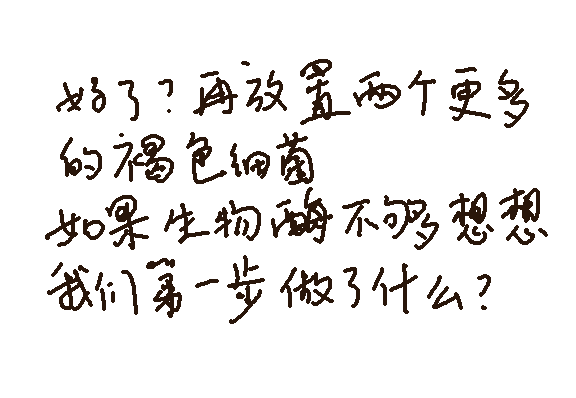 好了?再放置两个更多
的褐色细菌
如果生物酶不够多想想
我们第一步做了什么?